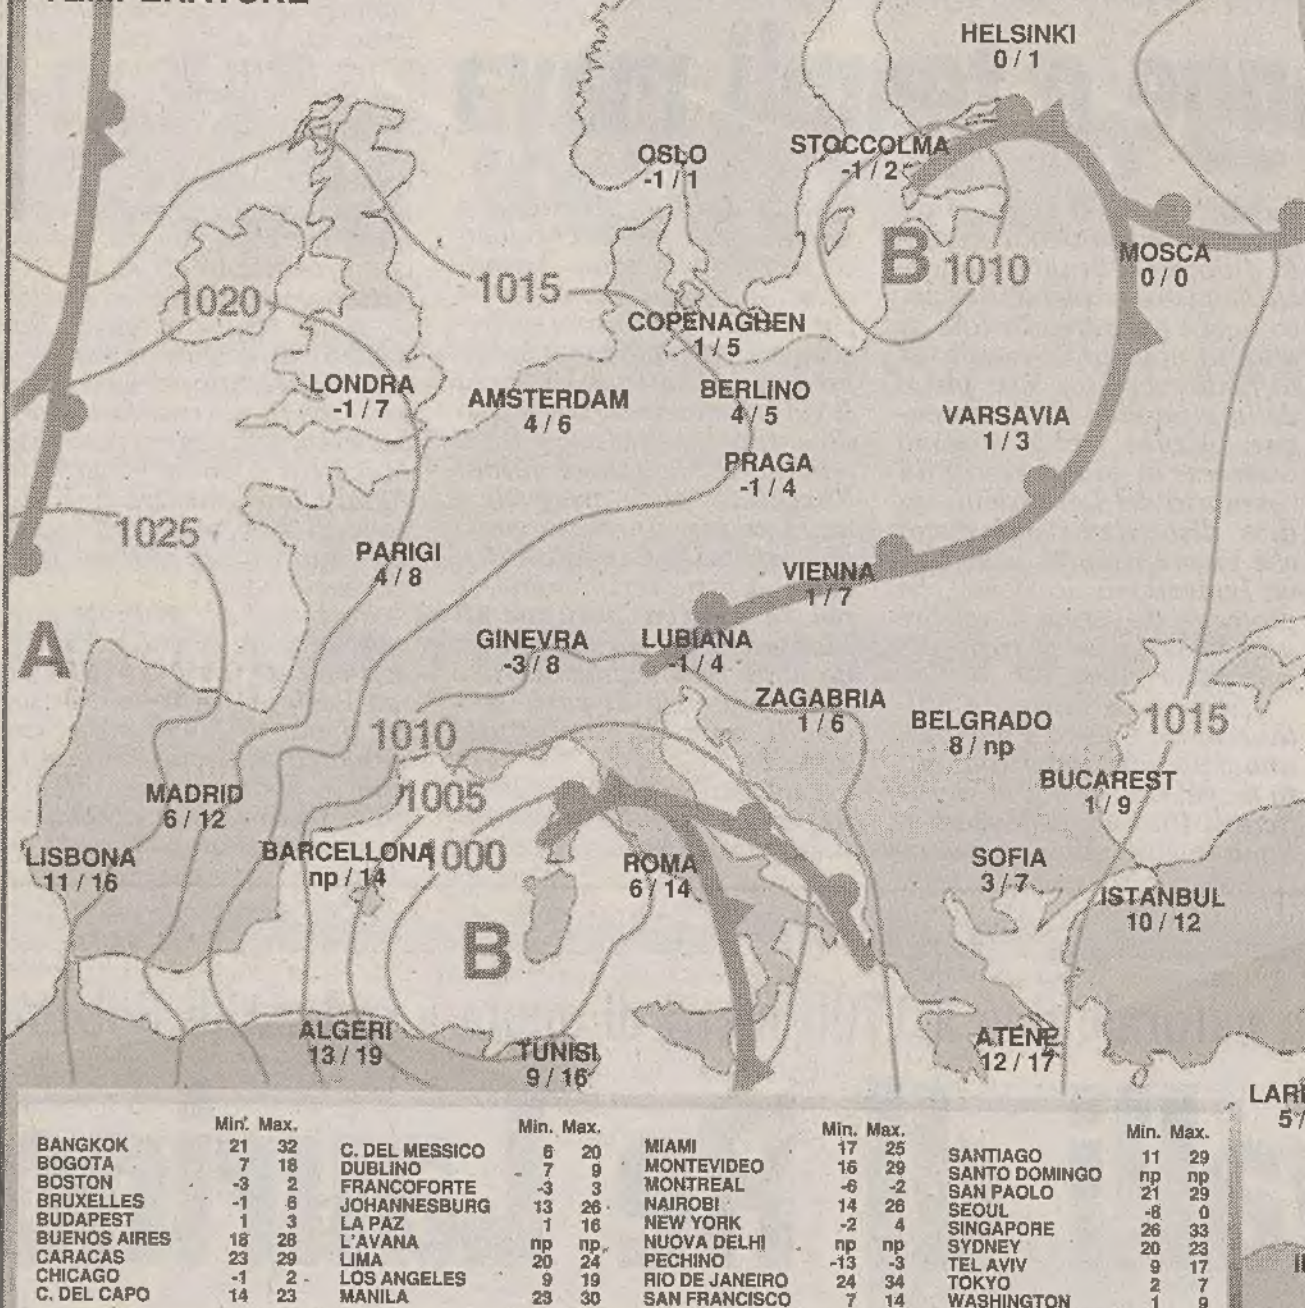 HELSINKI
0 / 1
OSLO
-1 / 1
STOCCOLMA
-1 / 2
MOSCA
0 / 0
B 1010
1020
1015
COPENAGHEN
1 / 5
LONDRA
-1 / 7
AMSTERDAM
4 / 6
BERLINO
4 / 5
VARSAVIA
1 / 3
PRAGA
-1 / 4
1025
PARIGI
4 / 8
VIENNA
1 / 7
A
GINEVRA
-3 / 8
LUBIANA
-1 / 4
ZAGABRIA
1 / 6
BELGRADO
8 / np
1015
1010
BUCAREST
1 / 9
MADRID
6 / 12
1005
LISBONA
11 / 16
BARCELLONA
np / 14
1000
ROMA
6 / 14
SOFIA
3 / 7
ISTANBUL
10 / 12
B
ALGERI
13 / 19
TUNISI
9 / 16
ATENE
12 / 17
Min. Max.
BANGKOK 21 32
BOGOTA 7 18
BOSTON -3 2
BRUXELLES -1 6
BUDAPEST 1 3
BUENOS AIRES 18 28
CARACAS 23 29
CHICAGO -1 2
C. DEL CAPO 14 23
Min. Max.
C. DEL MESSICO 6 20
DUBLINO 7 9
FRANCOFORTE -3 3
JOHANNESBURG 13 26
LA PAZ 1 16
L'AVANA np np
LIMA 20 24
LOS ANGELES 9 19
MANILA 23 30
Min. Max.
MIAMI 17 25
MONTEVIDEO 16 29
MONTREAL -6 -2
NAIROBI 14 26
NEW YORK -2 4
NUOVA DELHI np np
PECHINO -13 -3
RIO DE JANEIRO 24 34
SAN FRANCISCO 7 14
Min. Max.
SANTIAGO 11 29
SANTO DOMINGO np np
SAN PAOLO 21 29
SEOUL -8 0
SINGAPORE 26 33
SYDNEY 20 23
TEL AVIV 9 17
TOKYO 2 7
WASHINGTON 1 9